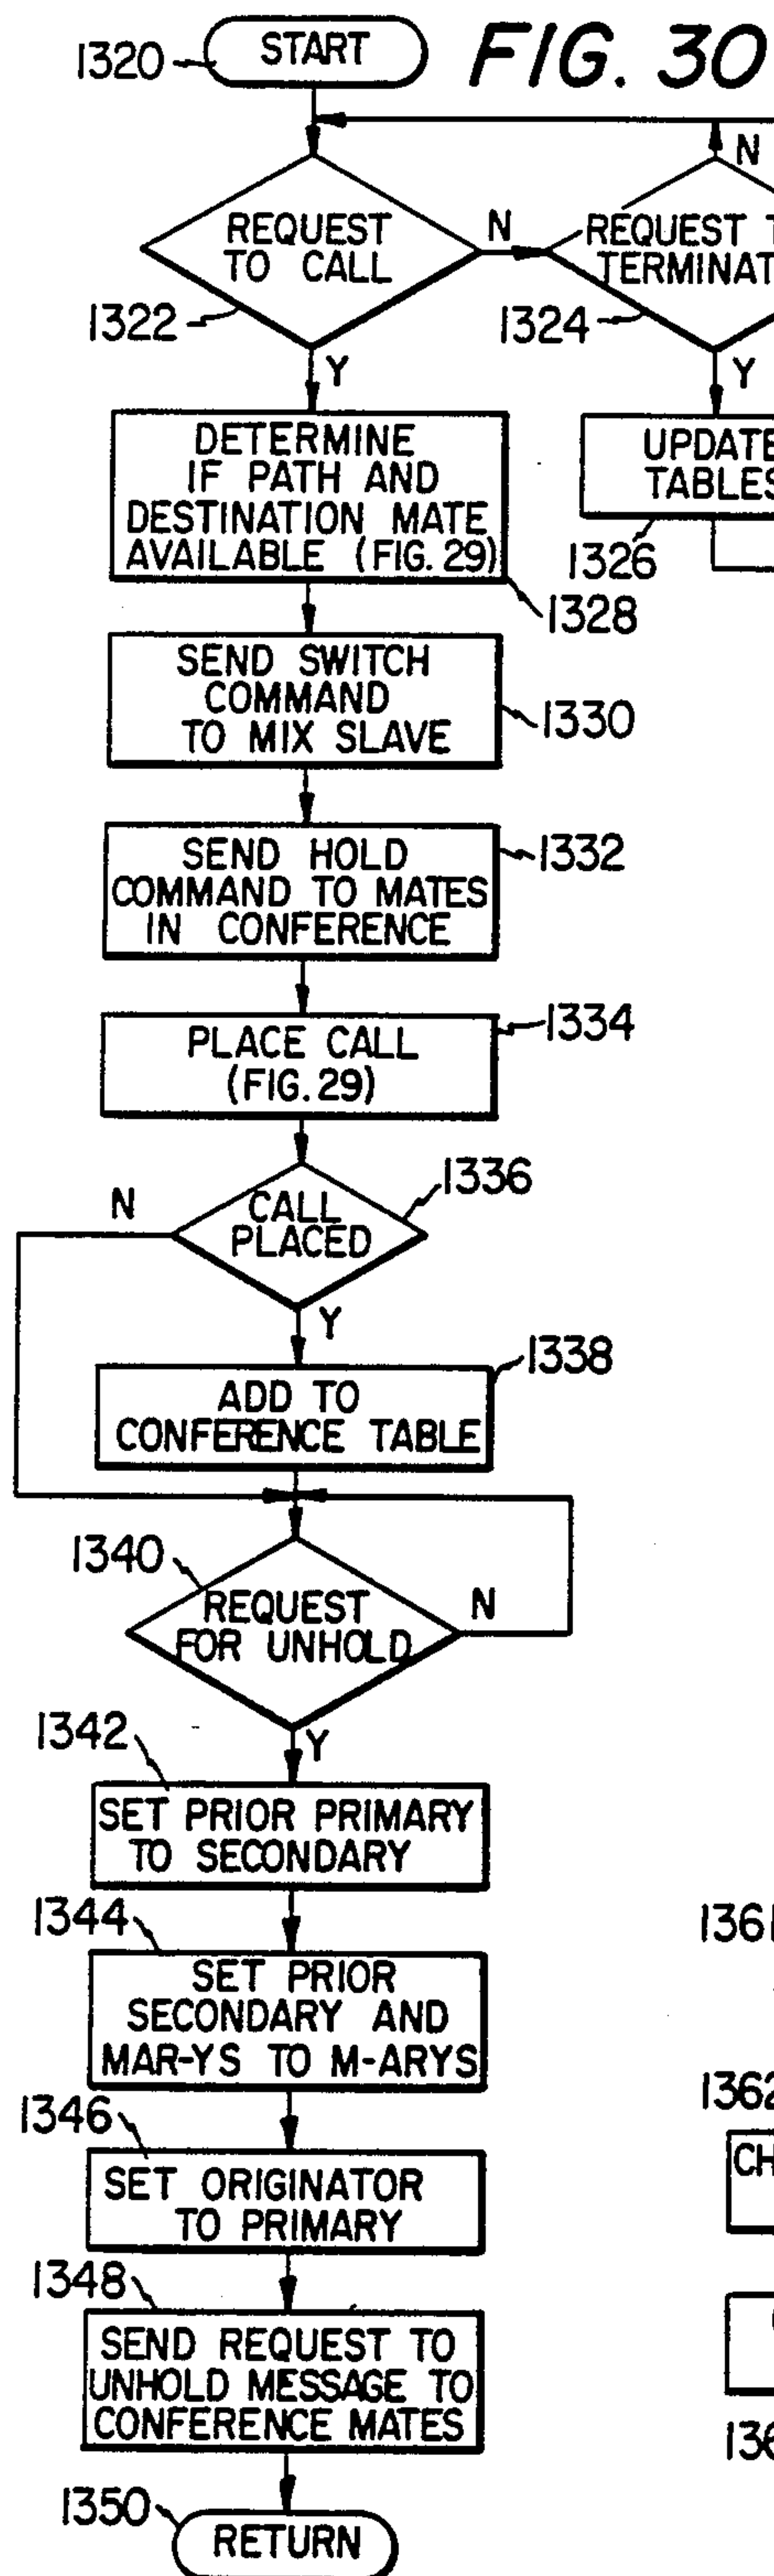 FIG. 30
1320
START
REQUEST
TO CALL
N
1322
Y
N
REQUEST
1324
Y
1326
DETERMINE
IF PATH AND
DESTINATION MATE
AVAILABLE (FIG. 29)
1328
SEND SWITCH
COMMAND
TO MIX SLAVE
1330
SEND HOLD
COMMAND TO MATES
IN CONFERENCE
1332
PLACE CALL
(FIG. 29)
1334
CALL
PLACED
1336
N
Y
ADD TO
CONFERENCE TABLE
1338
1340
REQUEST
FOR UNHOLD
N
Y
1342
SET PRIOR PRIMARY
TO SECONDARY
1344
SET PRIOR
SECONDARY AND
MAR-YS TO M-ARYS
1346
SET ORIGINATOR
TO PRIMARY
1348
SEND REQUEST TO
UNHOLD MESSAGE TO
CONFERENCE MATES
1350
RETURN
1361
1362